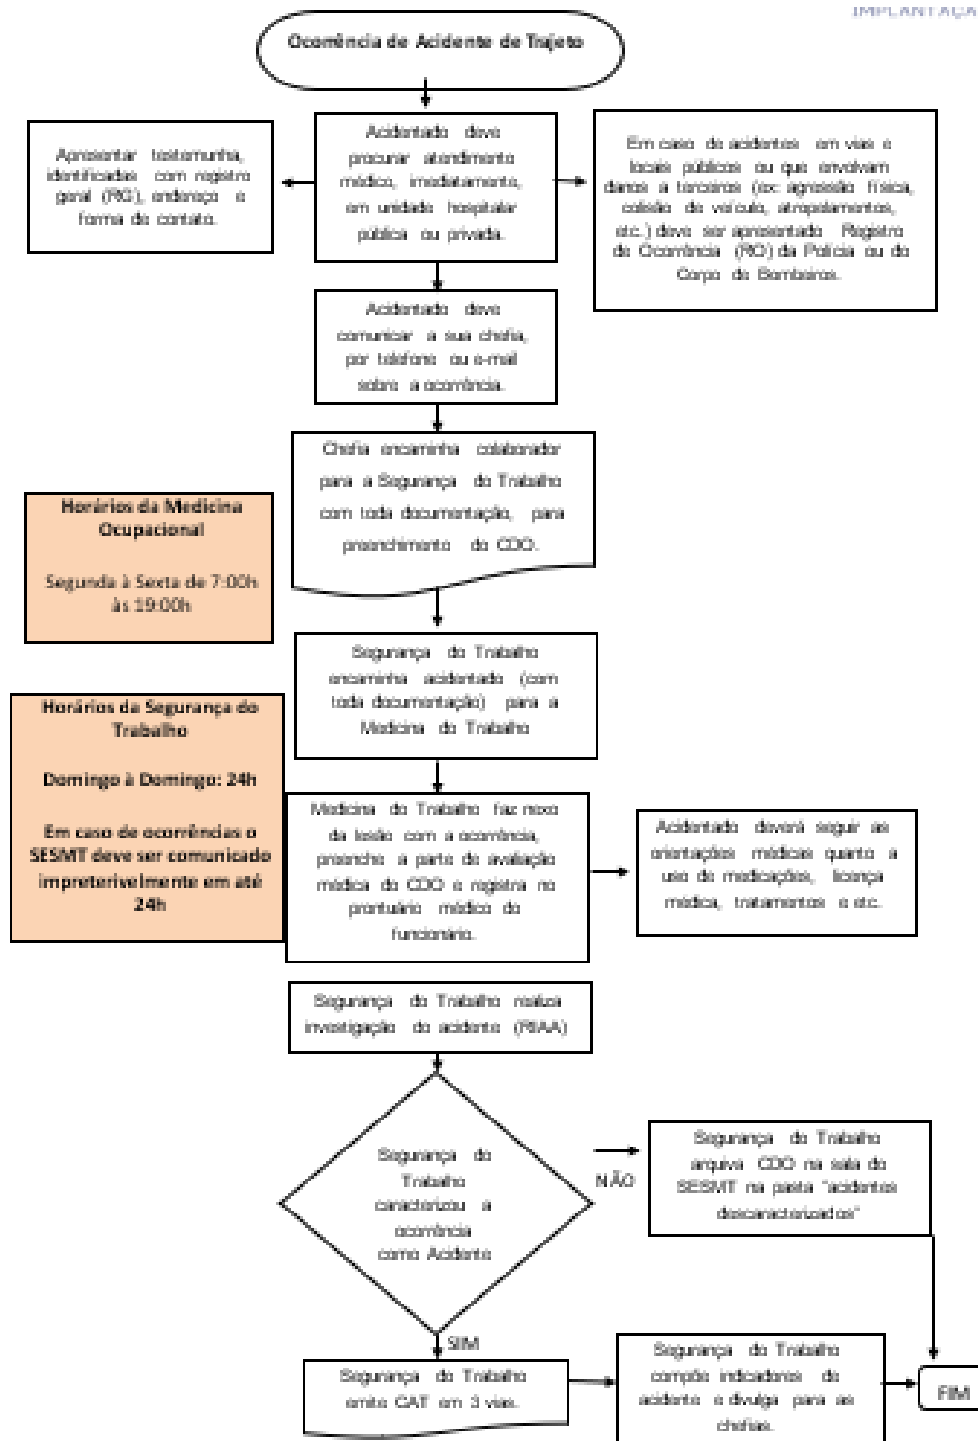 IMPLANTAÇÃ
Ocorrência de Acidente de Trajeto
Apresentar testemunha,
identificadas com registro
geral (RG), endereço e
forma de contato.
Acidentado deve
procurar atendimento
médico, imediatamente,
em unidade hospitalar
pública ou privada.
Em caso de acidentes em vias e
locais públicos ou que envolvam
danos a terceiros (ex: agressão física,
colisão de veículo, atropelamentos,
etc.) deve ser apresentado Registro
de Ocorrência (RO) da Polícia ou do
Corpo de Bombeiros.
Acidentado deve
comunicar a sua chefia,
por telefone ou e-mail
sobre a ocorrência.
Chefia encaminha colaborador
para a Segurança do Trabalho
com toda documentação, para
preenchimento do CDO.
Horários da Medicina
Ocupacional
Segunda à Sexta de 7:00h
às 19:00h
Segurança do Trabalho
encaminha acidentado (com
toda documentação) para a
Medicina do Trabalho
Horários da Segurança do
Trabalho
Domingo à Domingo: 24h
Em caso de ocorrências o
SESMT deve ser comunicado
impreterivelmente em até
24h
Medicina do Trabalho faz nexo
da lesão com a ocorrência,
preenche a parte de avaliação
médica do CDO e registra no
prontuário médico do
funcionário.
Acidentado deverá seguir as
orientações médicas quanto a
uso de medicações, licença
médica, tratamentos e etc.
Segurança do Trabalho realiza
investigação do acidente (RIAA)
Segurança do
Trabalho
caracterizou a
ocorrência
como Acidente
NÃO
Segurança do Trabalho
arquiva CDO na sala do
SESMT na pasta "acidentes
descaracterizados"
SIM
Segurança do Trabalho
emite CAT em 3 vias.
Segurança do Trabalho
compõe indicadores de
acidente e divulga para as
chefias.
FIM